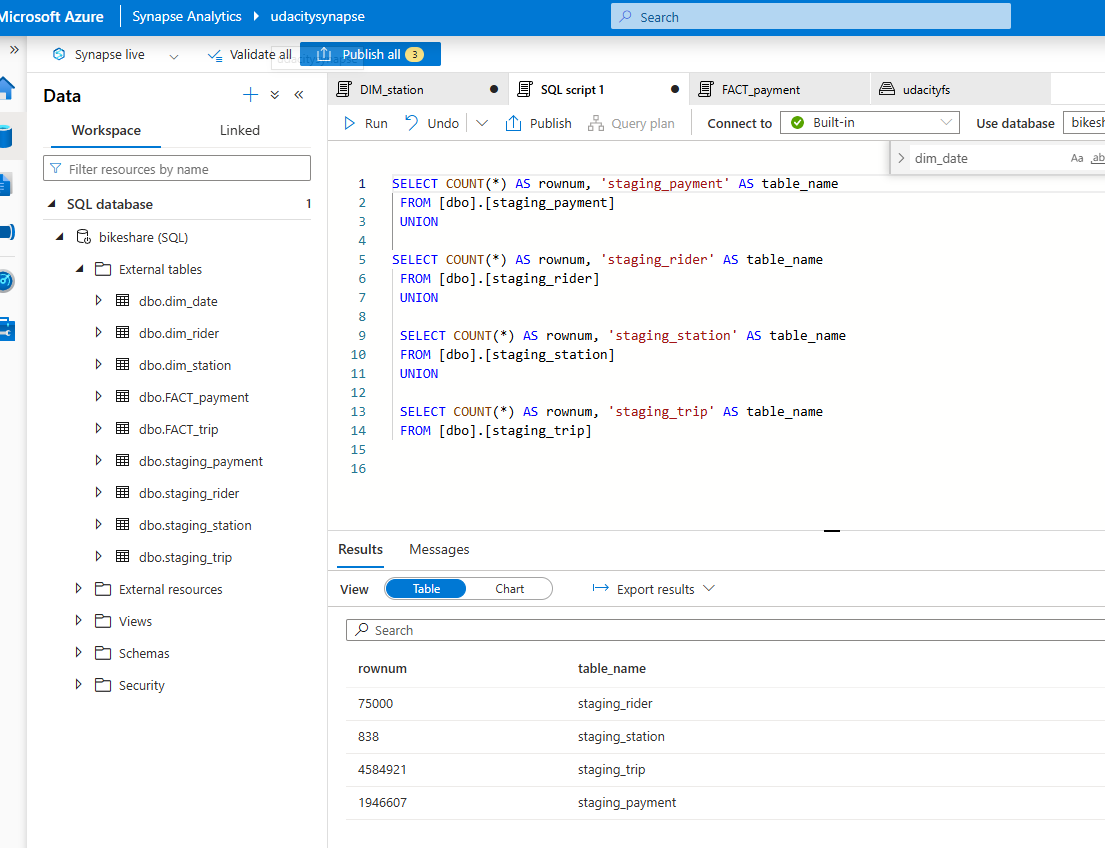 Microsoft Azure Synapse Analytics udacitysynapse Search
Synapse live Validate all Publish all 3
Data
Workspace Linked
Filter resources by name
SQL database 1
bikeshare (SQL)
External tables
dbo.dim_date
dbo.dim_rider
dbo.dim_station
dbo.FACT_payment
dbo.FACT_trip
dbo.staging_payment
dbo.staging_rider
dbo.staging_station
dbo.staging_trip
External resources
Views
Schemas
Security
DIM_station SQL script 1 FACT_payment udacityfs
Run Undo Publish Query plan Connect to Built-in Use database bikesh
dim_date Aa ab
1 SELECT COUNT(*) AS rownum, 'staging_payment' AS table_name
2 FROM [dbo].[staging_payment]
3 UNION
4
5 SELECT COUNT(*) AS rownum, 'staging_rider' AS table_name
6 FROM [dbo].[staging_rider]
7 UNION
8
9 SELECT COUNT(*) AS rownum, 'staging_station' AS table_name
10 FROM [dbo].[staging_station]
11 UNION
12
13 SELECT COUNT(*) AS rownum, 'staging_trip' AS table_name
14 FROM [dbo].[staging_trip]
15
16
Results Messages
View Table Chart Export results
Search
rownum table_name
75000 staging_rider
838 staging_station
4584921 staging_trip
1946607 staging_payment